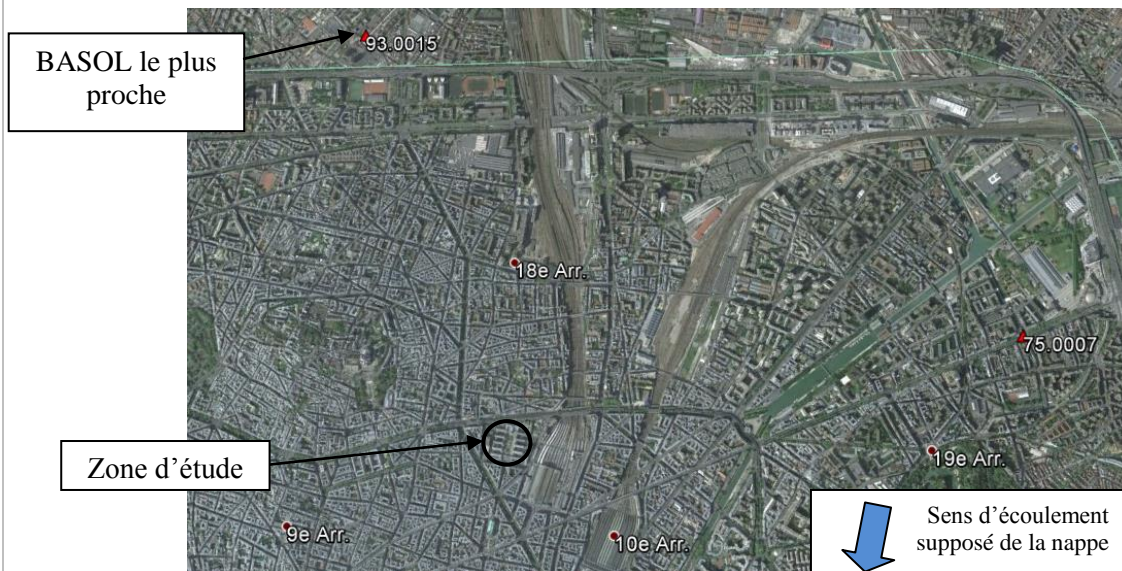 BASOL le plus
proche
93.0015
18e Arr.
75.0007
Zone d'étude
19e Arr.
9e Arr.
10e Arr.
Sens d'écoulement
supposé de la nappe